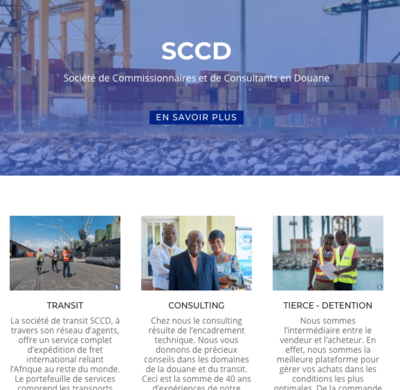 SCCD
Société de Commissionnaires et de Consultants en Douane
EN SAVOIR PLUS
TRANSIT
La société de transit SCCD, à
travers son réseau d'agents,
offre un service complet
d'expédition de fret
international reliant
l'Afrique au reste du monde.
Le portefeuille de services
comprend les transports
CONSULTING
Chez nous le consulting
résulte de l'encadrement
technique. Nous vous
donnons de précieux
conseils dans les domaines
de la douane et du transit.
Ceci est la somme de 40 ans
d'expériences de notre
TIERCE - DETENTION
Nous sommes
l'intermédiaire entre le
vendeur et l'acheteur. En
effet, nous sommes la
meilleure plateforme pour
gérer vos achats dans les
conditions les plus
optimales. De la commande